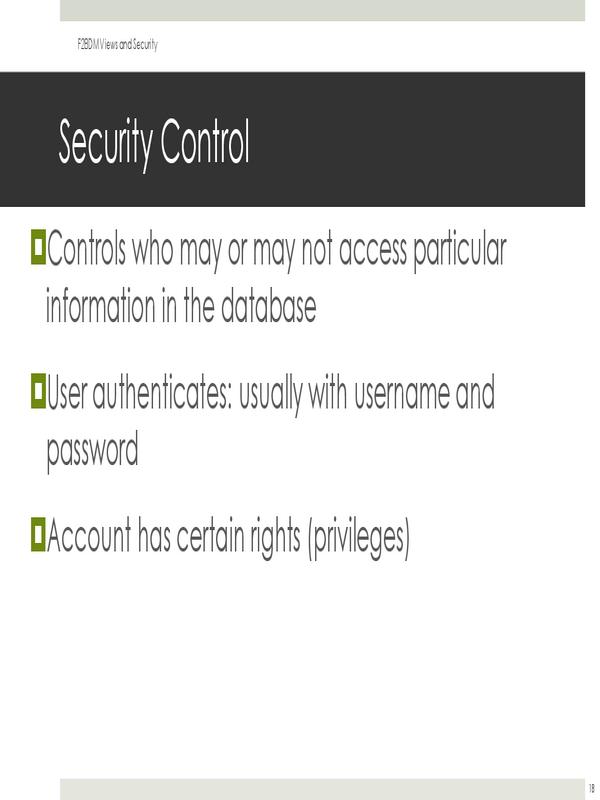 F2BDM Views and Security
Security Control
Controls who may or may not access particular
information in the database
User authenticates: usually with username and
password
Account has certain rights (privileges)
18